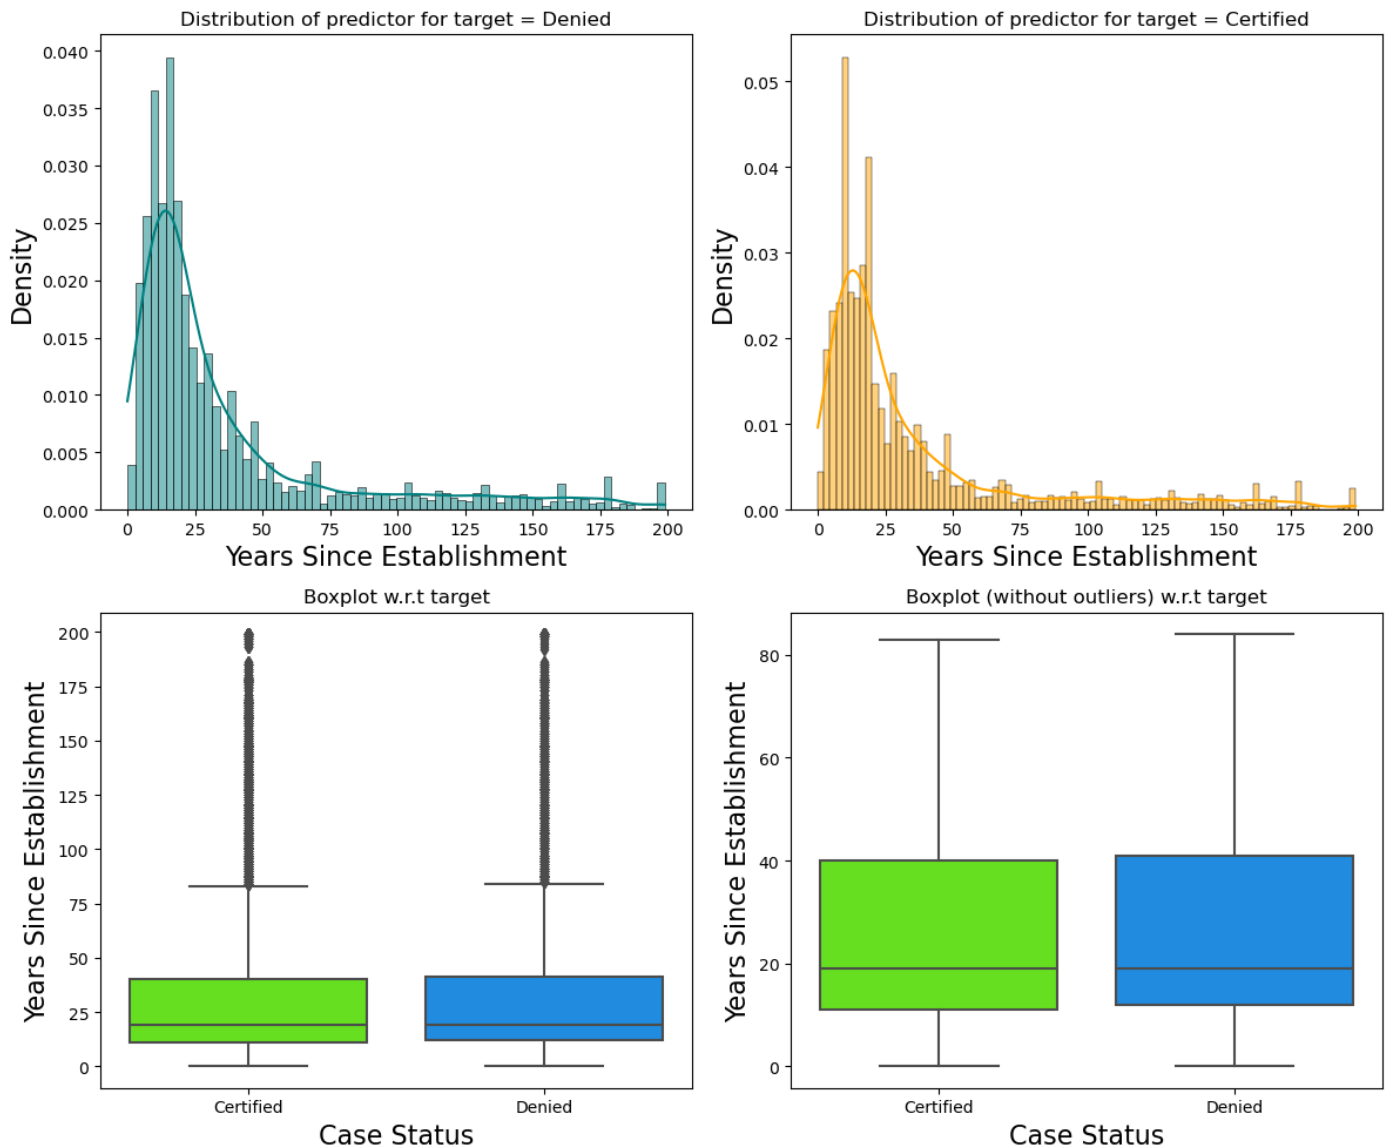 Distribution of predictor for target = Denied
Distribution of predictor for target = Certified
0.040
0.035
0.030
0.025
0.020
0.015
0.010
0.005
0.000
Density
0 25 50 75 100 125 150 175 200
Years Since Establishment
0.05
0.04
0.03
0.02
0.01
0.00
Density
0 25 50 75 100 125 150 175 200
Years Since Establishment
Boxplot w.r.t target
Boxplot (without outliers) w.r.t target
200
175
150
125
100
75
50
25
0
Years Since Establishment
Certified Denied
Case Status
80
60
40
20
0
Years Since Establishment
Certified Denied
Case Status